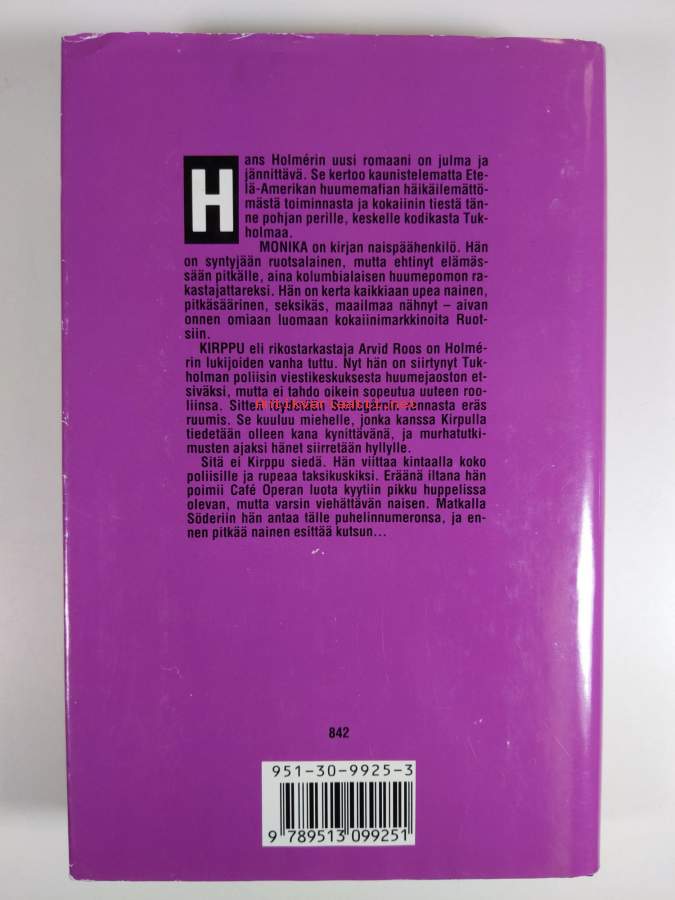 Hans Holmérin uusi romaani on julma ja
jännittävä. Se kertoo kaunistelematta Ete-
lä-Amerikan huumemafian häikäilemättö-
mästä toiminnasta ja kokaiinin tiestä tän-
ne pohjan perille, keskelle kodikasta Tuk-
holmaa.
MONIKA on kirjan naispäähenkilö. Hän
on syntyjään ruotsalainen, mutta ehtinyt elämäs-
sään pitkälle, aina kolumbialaisen huumepomon ra-
kastajattareksi. Hän on kerta kaikkiaan upea nainen,
pitkäsäärinen, seksikäs, maailmaa nähnyt – aivan
onnen omiaan luomaan kokaiinimarkkinoita Ruot-
siin.
KIRPPU eli rikostarkastaja Arvid Roos on Holmé-
rin lukijoiden vanha tuttu. Nyt hän on siirtynyt Tuk-
holman poliisin viestikeskuksesta huumejaoston et-
siväksi, mutta ei tahdo oikein sopeutua uuteen roo-
liinsa. Sitten löydetään rannasta eräs
ruumis. Se kuuluu miehelle, jonka kanssa Kirpulla
tiedetään olleen kana kynittävänä, ja murhatutki-
musten ajaksi hänet siirretään hyllylle.
Sitä ei Kirppu siedä. Hän viittaa kintaalla koko
poliisille ja rupeaa taksikuskiksi. Eräänä iltana hän
poimii Café Operan luota kyytiin pikku huppelissa
olevan, mutta varsin viehättävän naisen. Matkalla
Söderiin hän antaa tälle puhelinnumeronsa, ja en-
nen pitkää nainen esittää kutsun...
842
951-30-9925-3
9 789513 099251